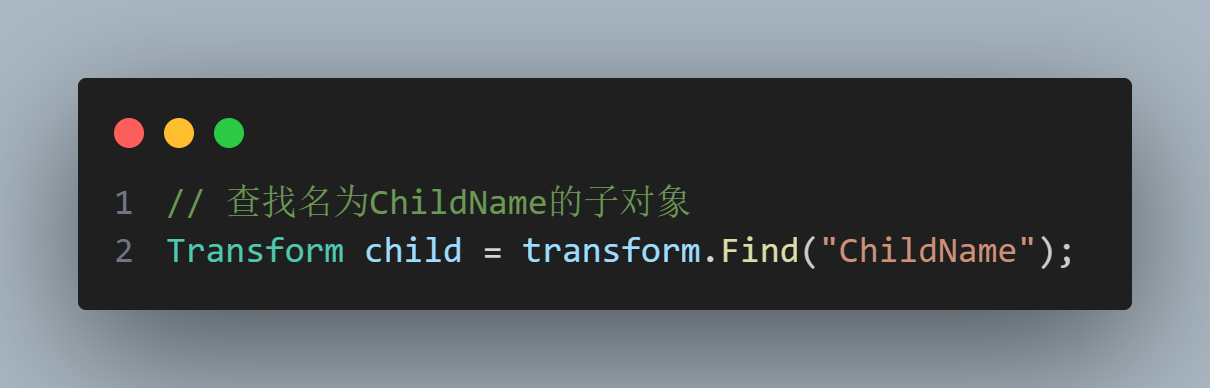 1 // 查找名为ChildName的子对象
2 Transform child = transform.Find("ChildName");